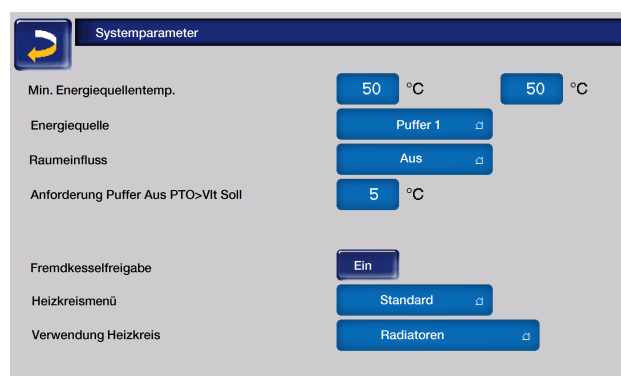 Systemparameter
Min. Energiequellentemp. 50 °C 50 °C
Energiequelle Puffer 1
Raumeinfluss Aus
Anforderung Puffer Aus PTO>Vlt Soll 5 °C
Fremdkesselfreigabe Ein
Heizkreismenü Standard
Verwendung Heizkreis Radiatoren